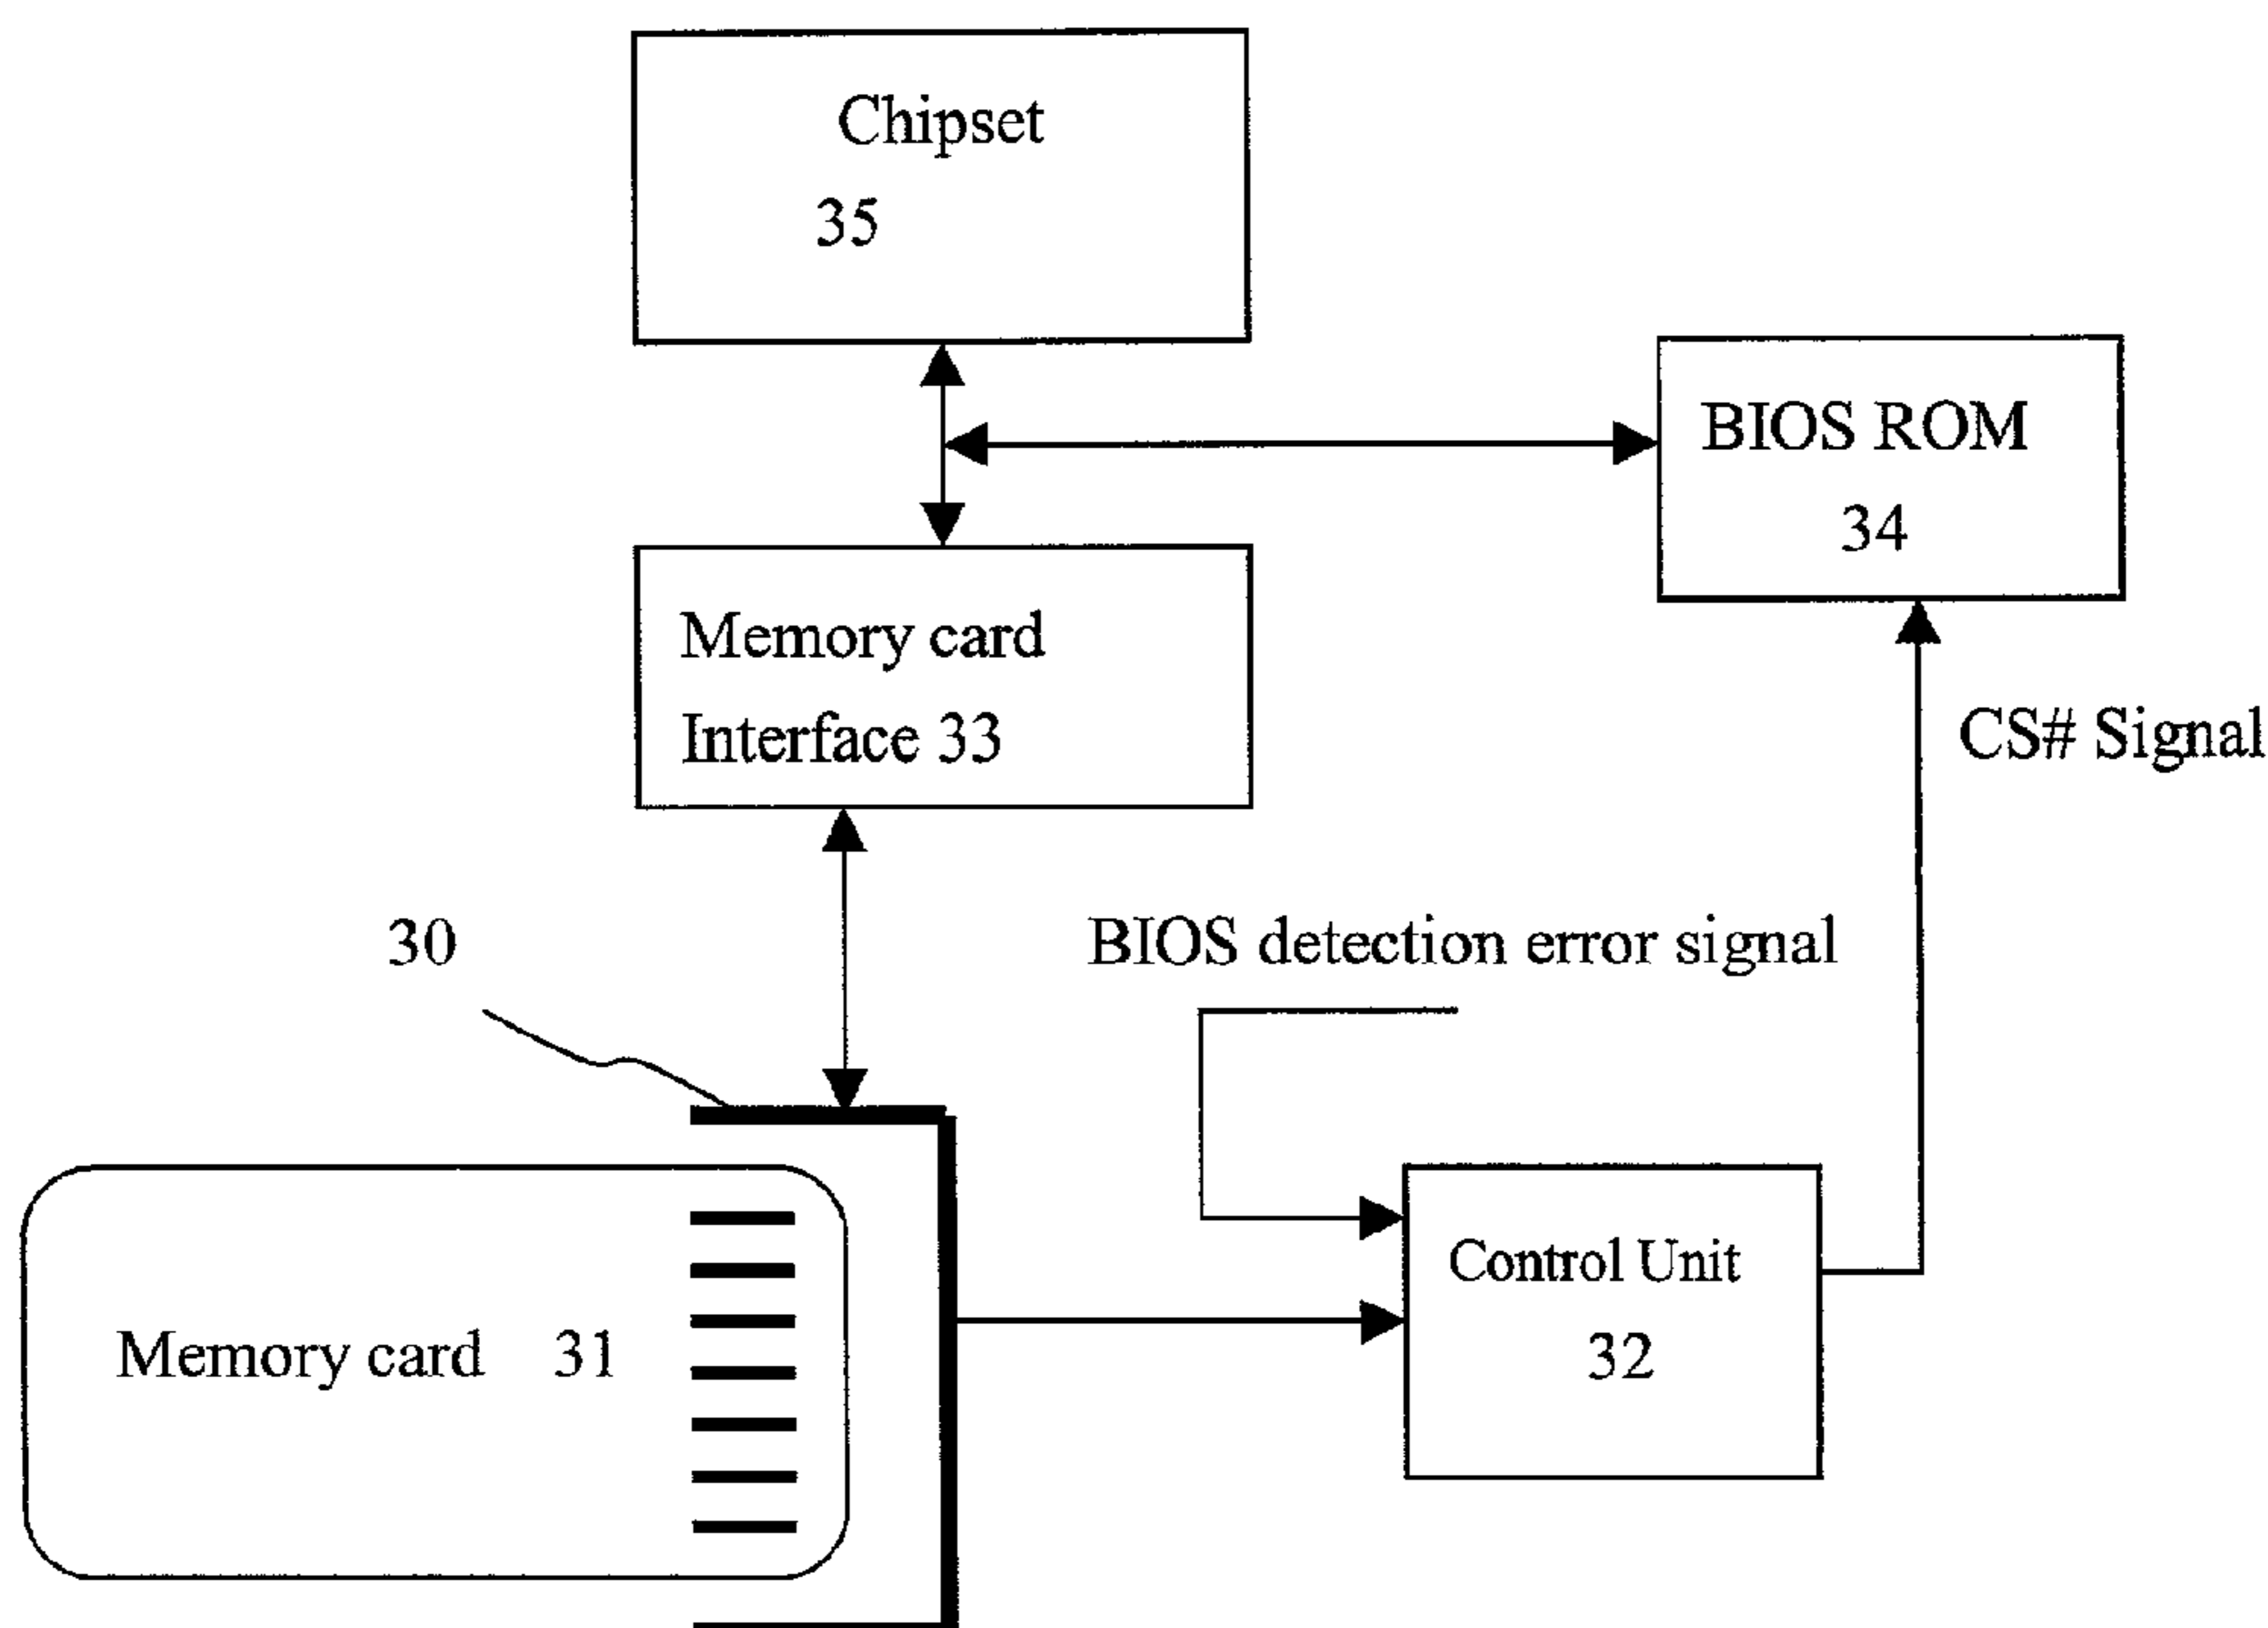 Chipset
35
BIOS ROM
34
Memory card
Interface 33
CS# Signal
30
BIOS detection error signal
Control Unit
32
Memory card 31